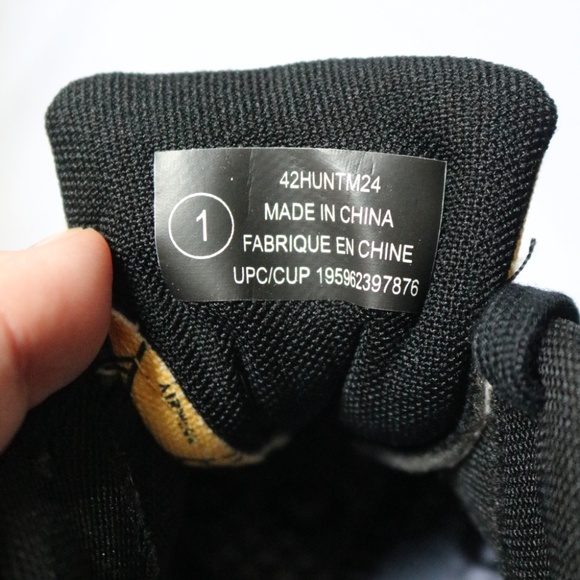 1
42HUNTM24
MADE IN CHINA
FABRIQUE EN CHINE
UPC/CUP 195962397876